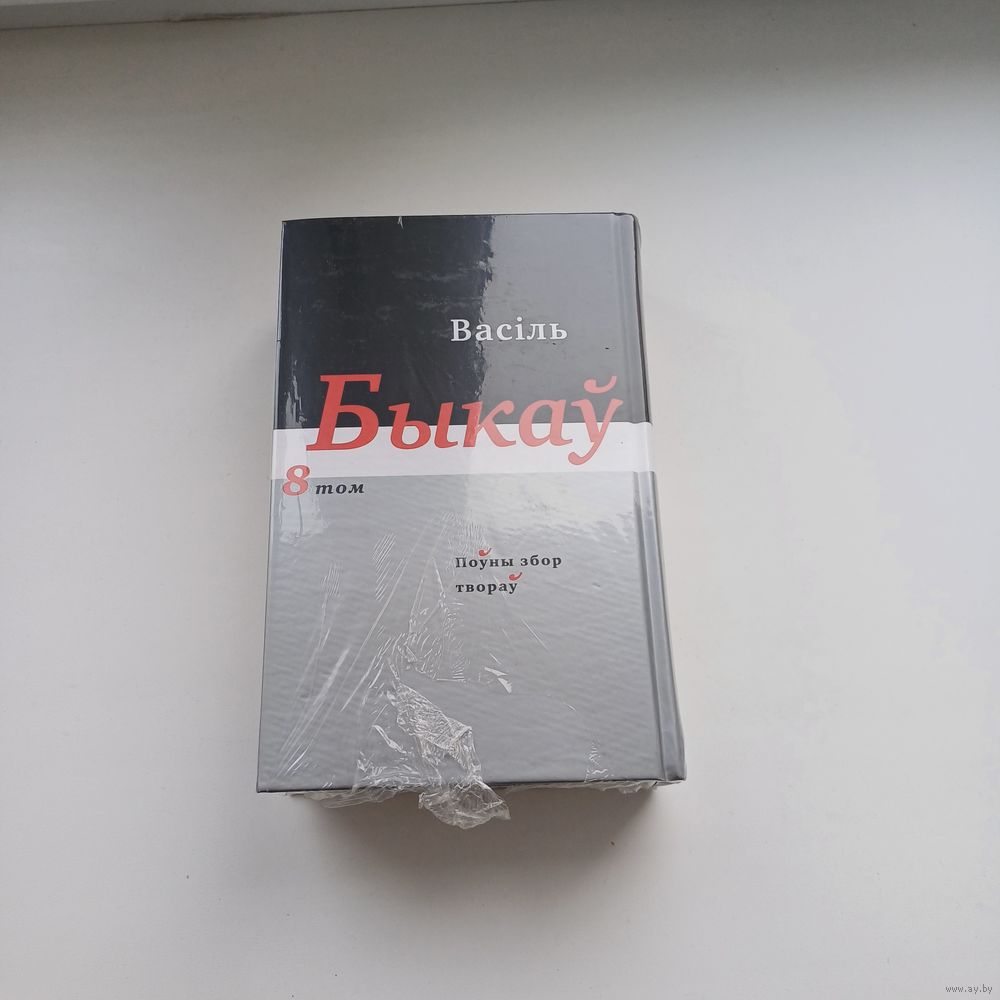 Васіль
Быкаў
8 том
Поўны збор
твораў
www.ay.by